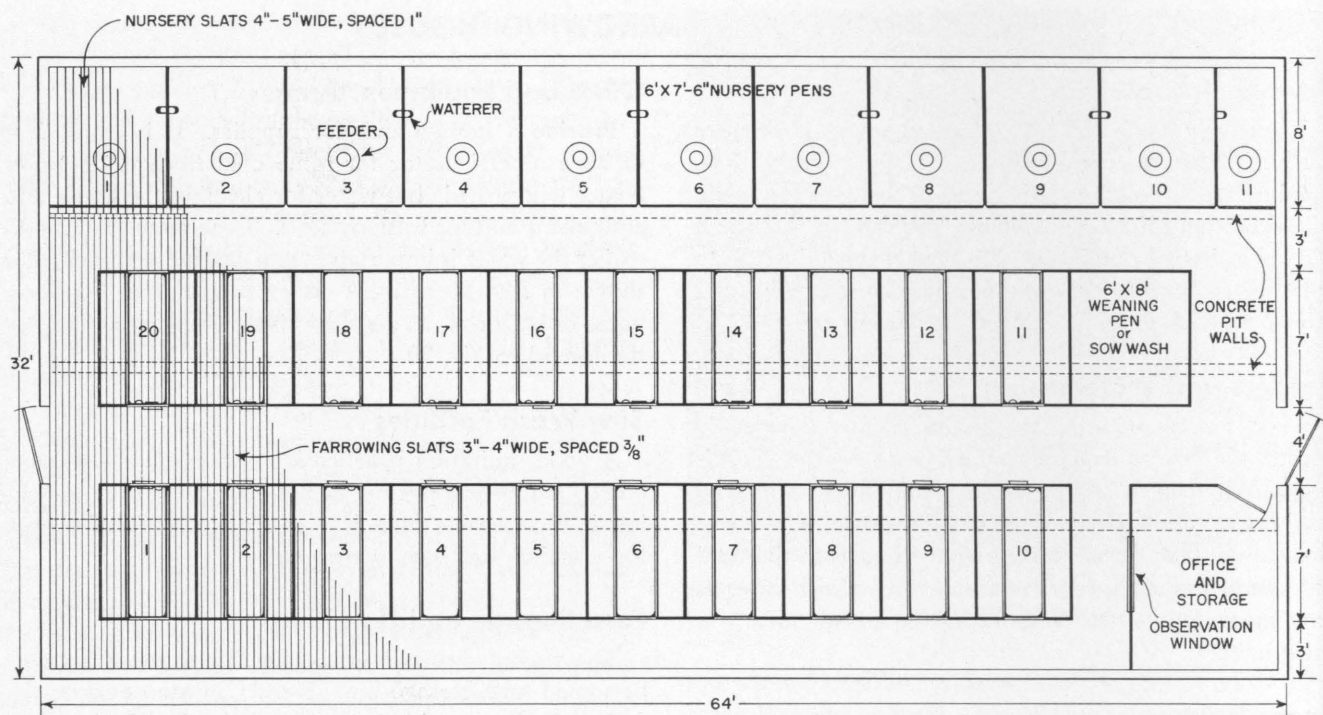 NURSERY SLATS 4"-5" WIDE, SPACED 1"
6' X 7'-6" NURSERY PENS
WATERER
FEEDER
1
2
3
4
5
6
7
8
9
10
11
8'
3'
20
19
18
17
16
15
14
13
12
11
6' X 8'
WEANING
PEN
or
SOW WASH
CONCRETE
PIT
WALLS
7'
32'
FARROWING SLATS 3"-4" WIDE, SPACED 3/8"
4'
1
2
3
4
5
6
7
8
9
10
OFFICE
AND
STORAGE
OBSERVATION
WINDOW
7'
3'
64'